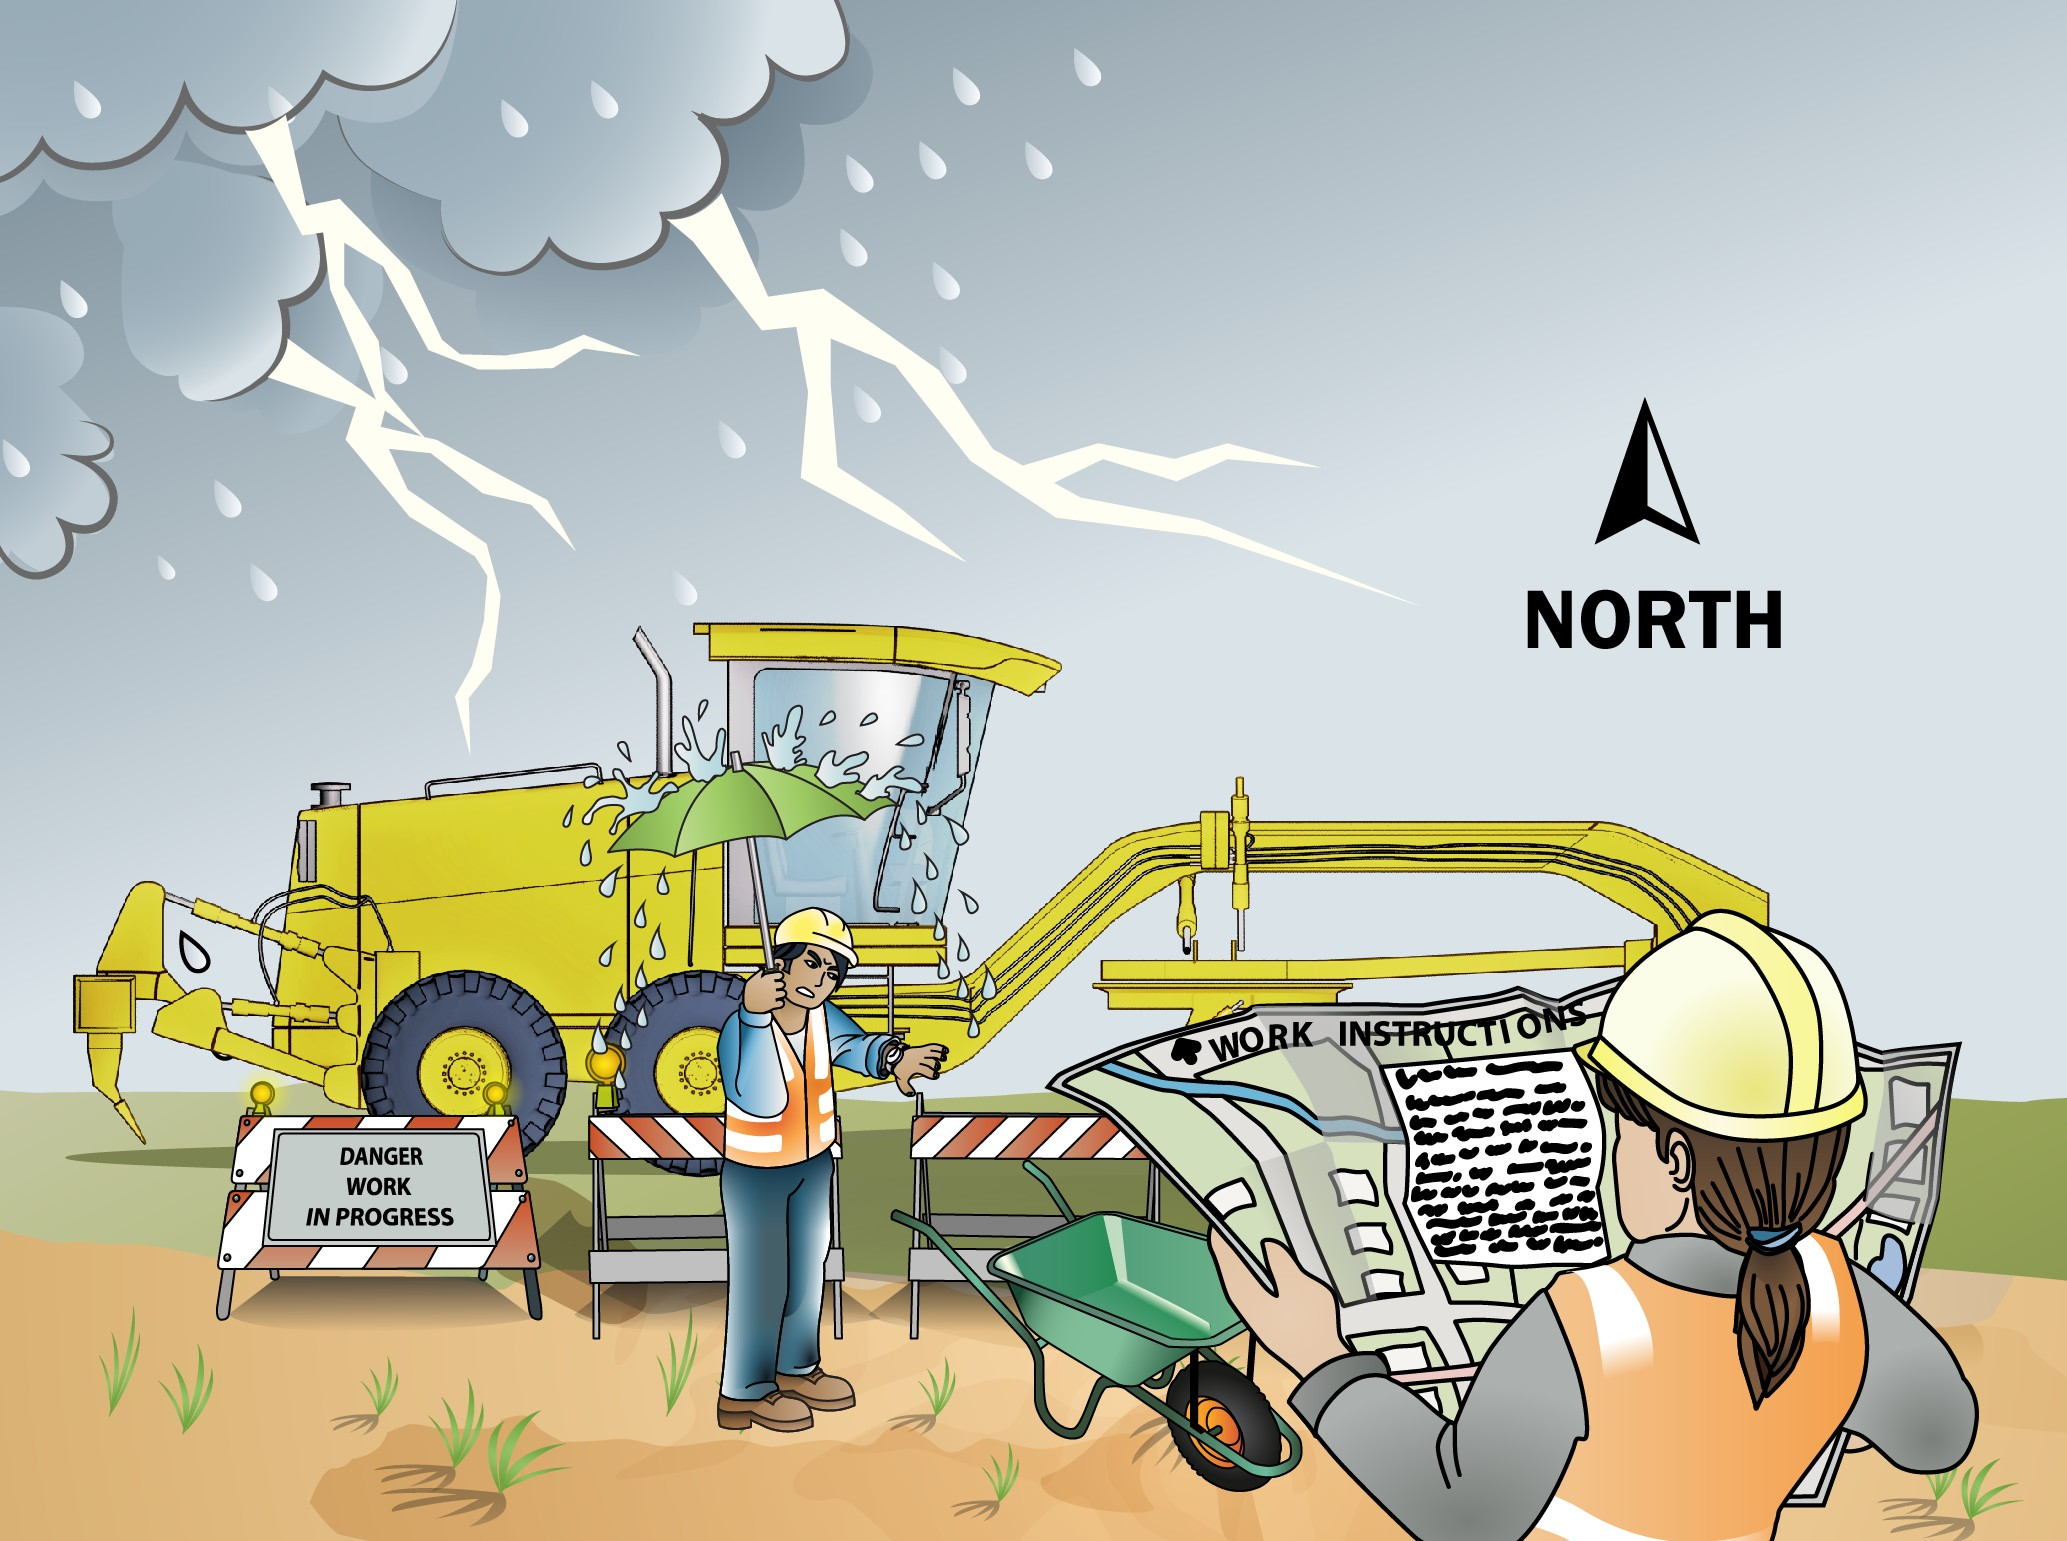 NORTH
WORK INSTRUCTIONS
DANGER
WORK
IN PROGRESS